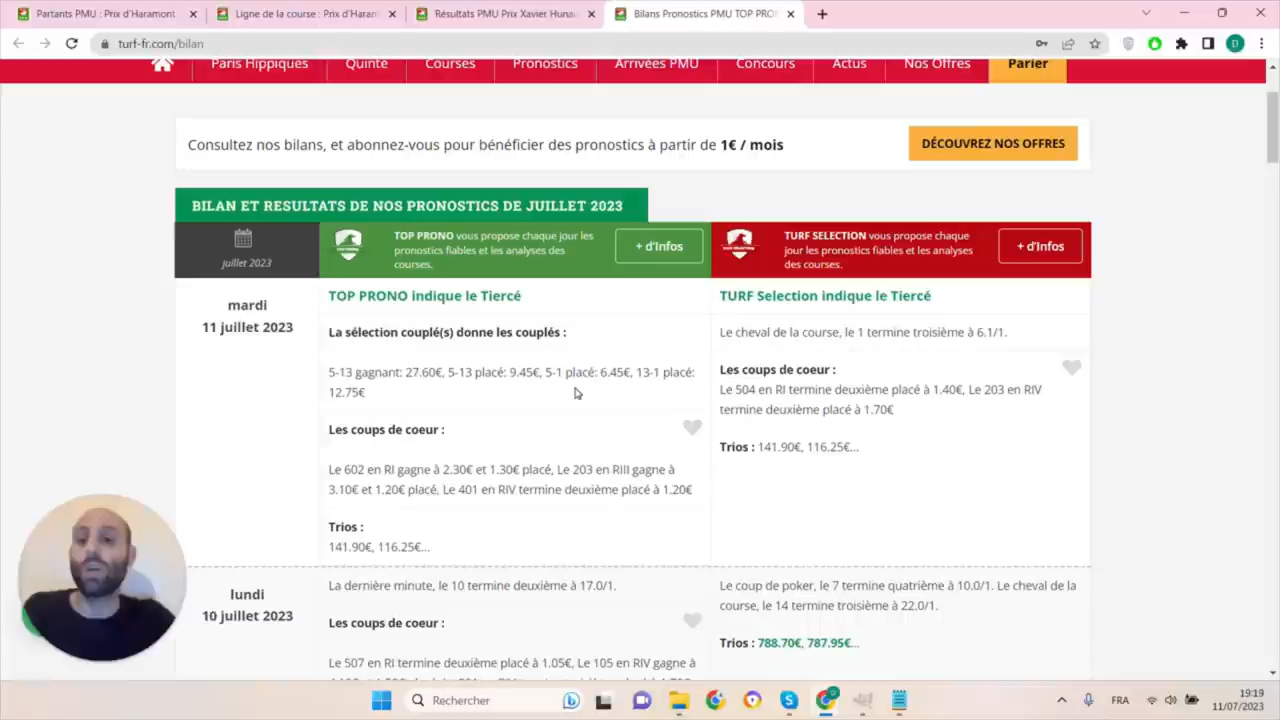 Partants PMU : Prix d'Haramont
Ligne de la course : Prix d'Haran
Résultats PMU Prix Xavier Hunau
Bilans Pronostics PMU TOP PRO
turf-fr.com/bilan
Paris Hippiques
Quinté
Courses
Pronostics
Arrivées PMU
Concours
Actus
Nos Offres
Parier
Consultez nos bilans, et abonnez-vous pour bénéficier des pronostics à partir de 1€ / mois
DÉCOUVREZ NOS OFFRES
BILAN ET RESULTATS DE NOS PRONOSTICS DE JUILLET 2023
juillet 2023
TOP PRONO vous propose chaque jour les
pronostics fiables et les analyses des
courses.
+ d'Infos
TURF SELECTION vous propose chaque
jour les pronostics fiables et les analyses
des courses.
+ d'Infos
mardi
11 juillet 2023
TOP PRONO indique le Tiercé
La sélection couplé(s) donne les couplés :
5-13 gagnant: 27.60€, 5-13 placé: 9.45€, 5-1 placé: 6.45€, 13-1 placé:
12.75€
Les coups de coeur :
Le 602 en RI gagne à 2.30€ et 1.30€ placé, Le 203 en RIII gagne à
3.10€ et 1.20€ placé, Le 401 en RIV termine deuxième placé à 1.20€
Trios :
141.90€, 116.25€...
TURF Selection indique le Tiercé
Le cheval de la course, le 1 termine troisième à 6.1/1.
Les coups de coeur :
Le 504 en RI termine deuxième placé à 1.40€, Le 203 en RIV
termine deuxième placé à 1.70€
Trios : 141.90€, 116.25€...
lundi
10 juillet 2023
La dernière minute, le 10 termine deuxième à 17.0/1.
Les coups de coeur :
Le 507 en RI termine deuxième placé à 1.05€, Le 105 en RIV gagne à
Le coup de poker, le 7 termine quatrième à 10.0/1. Le cheval de la
course, le 14 termine troisième à 22.0/1.
Trios : 788.70€, 787.95€...
Rechercher
FRA
19:19
11/07/2023